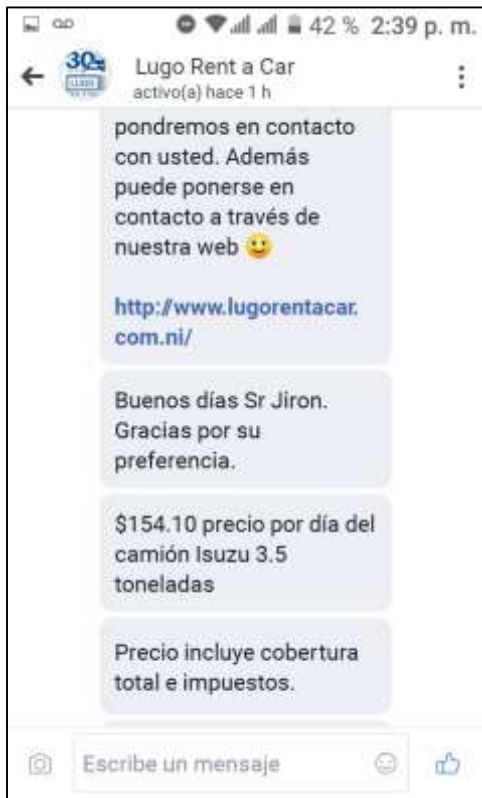 42 % 2:39 p. m.
30
Lugo Rent a Car
activo(a) hace 1 h
pondremos en contacto
con usted. Además
puede ponerse en
contacto a través de
nuestra web
http://www.lugorentacar.
com.ni/
Buenos días Sr Jiron.
Gracias por su
preferencia.
$154.10 precio por día del
camión Isuzu 3.5
toneladas
Precio incluye cobertura
total e impuestos.
Escribe un mensaje